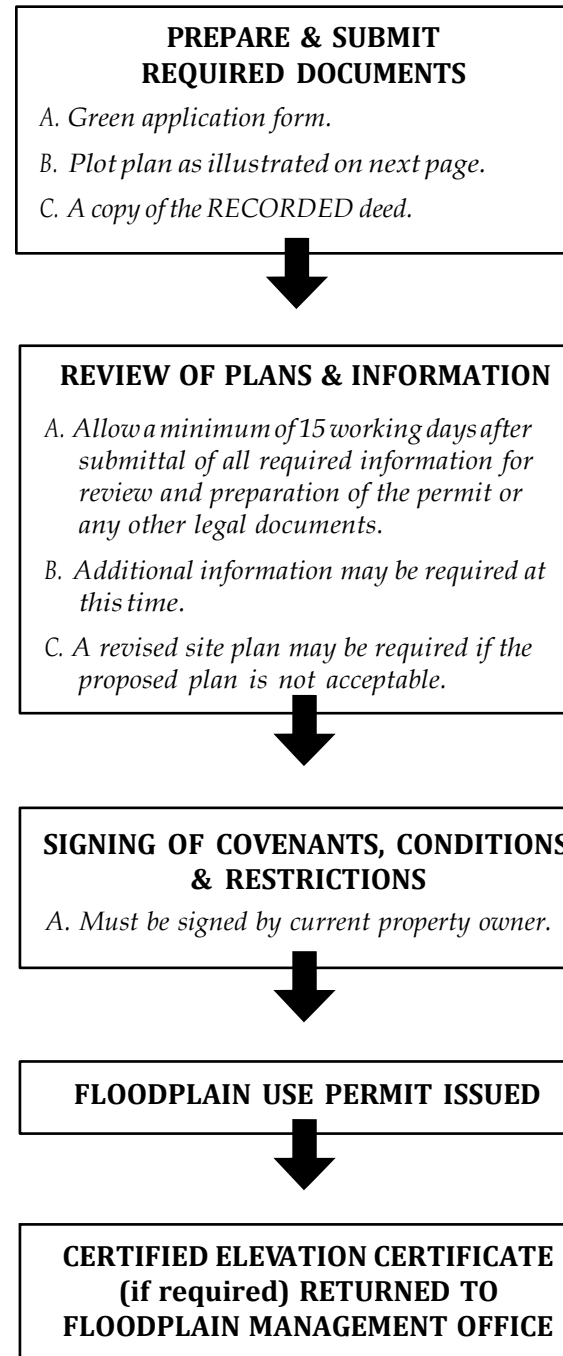 PREPARE & SUBMIT
REQUIRED DOCUMENTS
A. Green application form.
B. Plot plan as illustrated on next page.
C. A copy of the RECORDED deed.
REVIEW OF PLANS & INFORMATION
A. Allow a minimum of 15 working days after
submittal of all required information for
review and preparation of the permit or
any other legal documents.
B. Additional information may be required at
this time.
C. A revised site plan may be required if the
proposed plan is not acceptable.
SIGNING OF COVENANTS, CONDITIONS
& RESTRICTIONS
A. Must be signed by current property owner.
FLOODPLAIN USE PERMIT ISSUED
CERTIFIED ELEVATION CERTIFICATE
(if required) RETURNED TO
FLOODPLAIN MANAGEMENT OFFICE